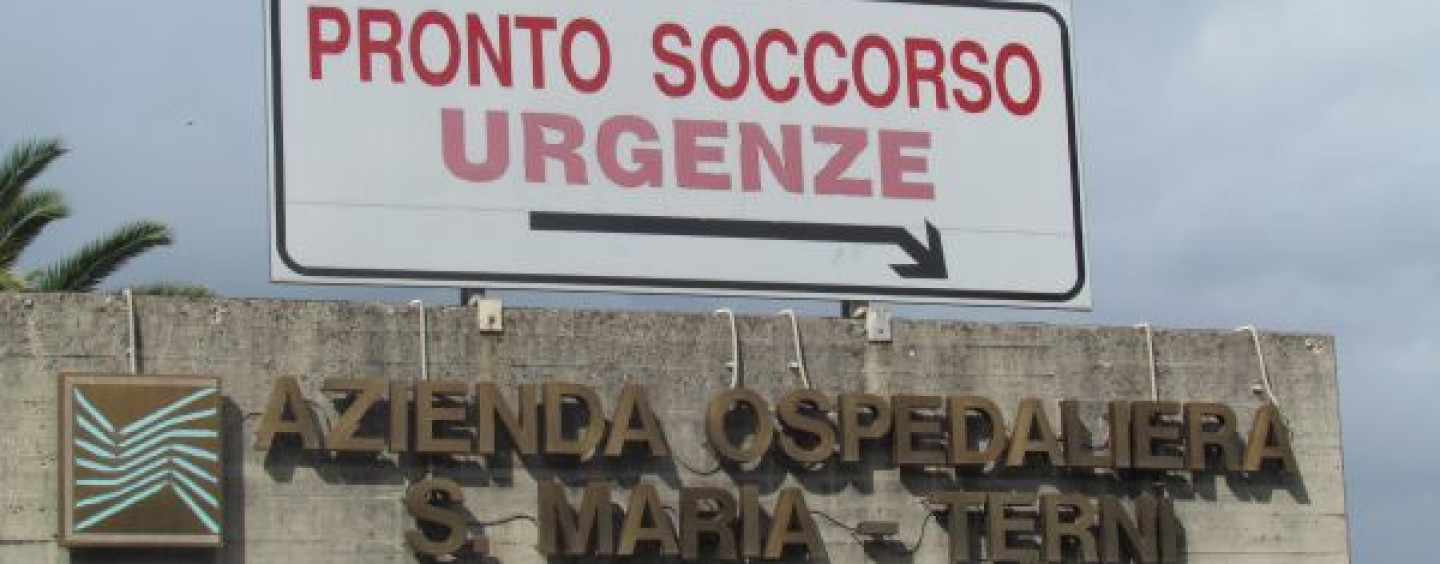 PRONTO SOCCORSO
URGENZE
AZIENDA OSPEDALIERA
S. MARIA - TERNI